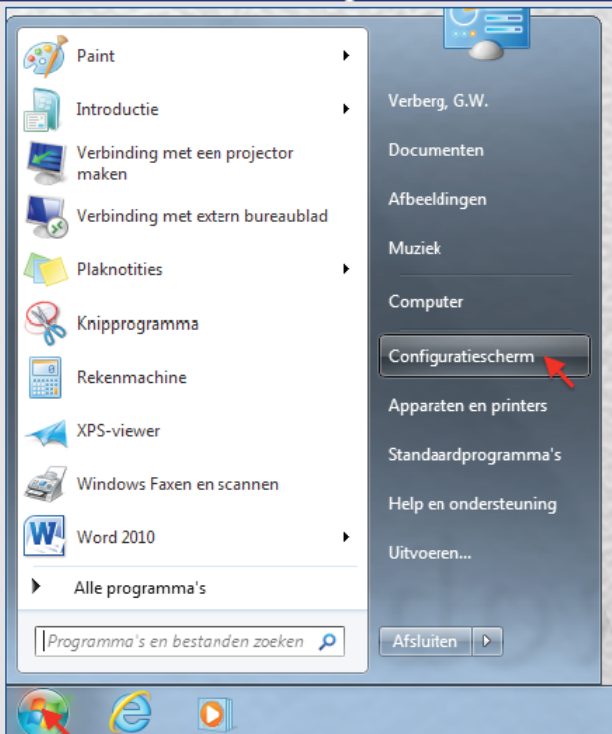 Paint
Introductie
Verbinding met een projector
maken
Verbinding met extern bureaublad
Plaknotities
Knipprogramma
Rekenmachine
XPS-viewer
Windows Faxen en scannen
Word 2010
Alle programma's
Programma's en bestanden zoeken
Verberg, G.W.
Documenten
Afbeeldingen
Muziek
Computer
Configuratiescherm
Apparaten en printers
Standaardprogramma's
Help en ondersteuning
Uitvoeren...
Afsluiten